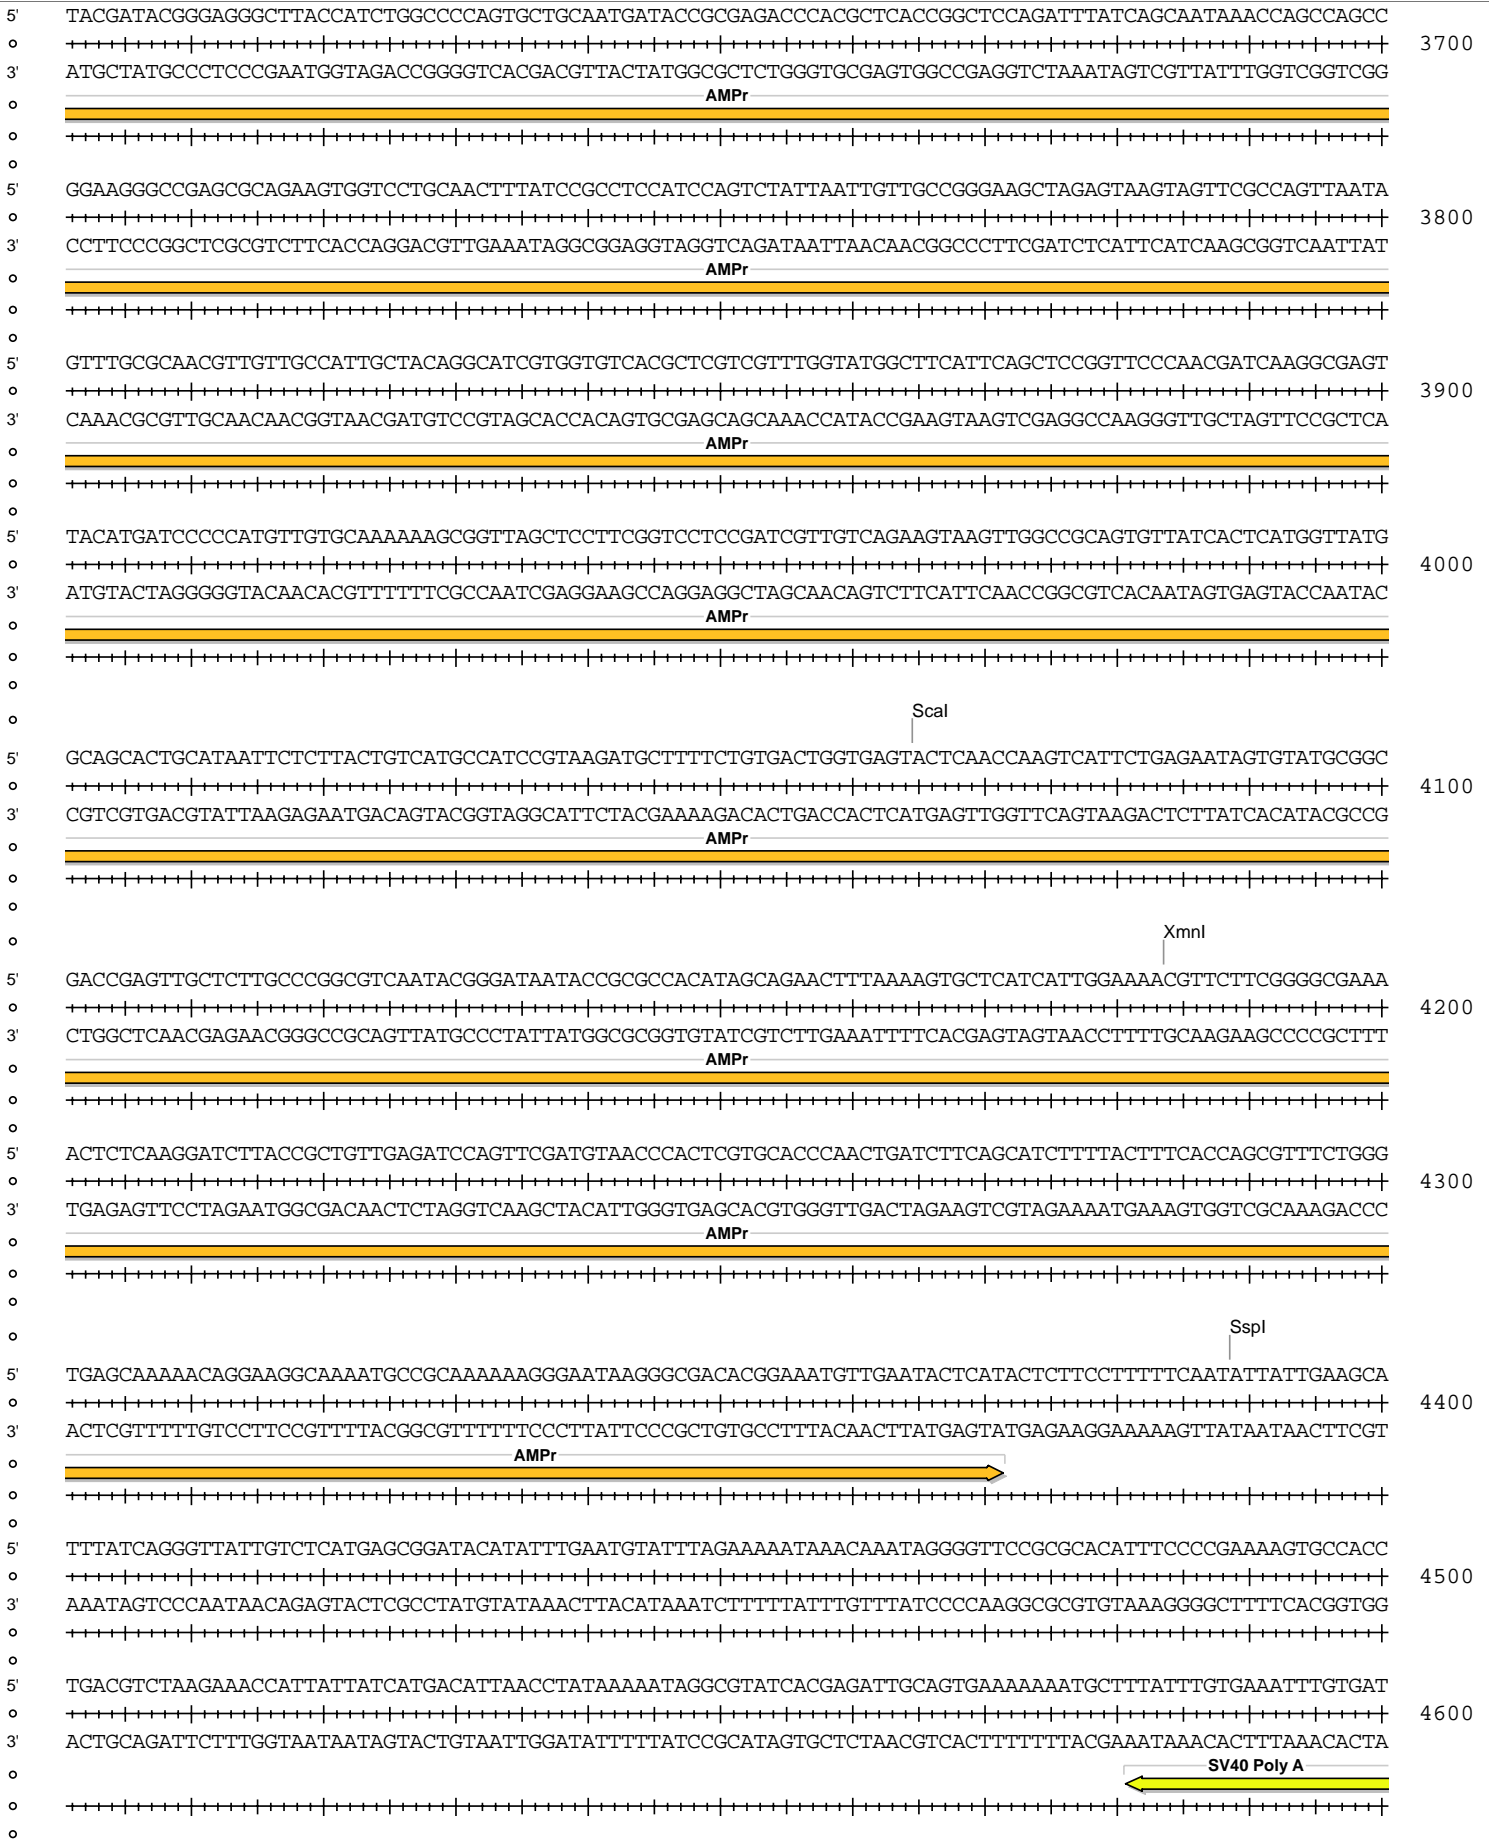 5' TACGATACGGGAGGGCTTACCATCTGGCCCCAGTGCTGCAATGATACCGCGAGACCCACGCTCACCGGCTCCAGATTTATCAGCAATAAACCAGCCAGCC
3700
3' ATGCTATGCCCTCCCGAATGGTAGACCGGGGTCACGACGTTACTATGGCGCTCTGGGTGCGAGTGGCCGAGGTCTAAATAGTCGTTATTTGGTCGGTCGG
AMPr
5' GGAAGGGCCGAGCGCAGAAGTGGTCCTGCAACTTTATCCGCCTCCATCCAGTCTATTAATTGTTGCCGGGAAGCTAGAGTAAGTAGTTCGCCAGTTAATA
3800
3' CCTTCCCGGCTCGCGTCTTCACCAGGACGTTGAAATAGGCGGAGGTAGGTCAGATAATTAACAACGGCCCTTCGATCTCATTCATCAAGCGGTCAATTAT
AMPr
5' GTTTGCGCAACGTTGTTGCCATTGCTACAGGCATCGTGGTGTCACGCTCGTCGTTTGGTATGGCTTCATTCAGCTCCGGTTCCCAACGATCAAGGCGAGT
3900
3' CAAACGCGTTGCAACAACGGTAACGATGTCCGTAGCACCACAGTGCGAGCAGCAAACCATACCGAAGTAAGTCGAGGCCAAGGGTTGCTAGTTCCGCTCA
AMPr
5' TACATGATCCCCCATGTTGTGCAAAAAAGCGGTTAGCTCCTTCGGTCCTCCGATCGTTGTCAGAAGTAAGTTGGCCGCAGTGTTATCACTCATGGTTATG
4000
3' ATGTACTAGGGGGTACAACACGTTTTTTCGCCAATCGAGGAAGCCAGGAGGCTAGCAACAGTCTTCATTCAACCGGCGTCACAATAGTGAGTACCAATAC
AMPr
ScaI
5' GCAGCACTGCATAATTCTCTTACTGTCATGCCATCCGTAAGATGCTTTTCTGTGACTGGTGAGTACTCAACCAAGTCATTCTGAGAATAGTGTATGCGGC
4100
3' CGTCGTGACGTATTAAGAGAATGACAGTACGGTAGGCATTCTACGAAAAGACACTGACCACTCATGAGTTGGTTCAGTAAGACTCTTATCACATACGCCG
AMPr
XmnI
5' GACCGAGTTGCTCTTGCCCGGCGTCAATACGGGATAATACCGCGCCACATAGCAGAACTTTAAAAGTGCTCATCATTGGAAAACGTTCTTCGGGGCGAAA
4200
3' CTGGCTCAACGAGAACGGGCCGCAGTTATGCCCTATTATGGCGCGGTGTATCGTCTTGAAATTTTCACGAGTAGTAACCTTTTGCAAGAAGCCCCGCTTT
AMPr
5' ACTCTCAAGGATCTTACCGCTGTTGAGATCCAGTTCGATGTAACCCACTCGTGCACCCAACTGATCTTCAGCATCTTTTACTTTCACCAGCGTTTCTGGG
4300
3' TGAGAGTTCCTAGAATGGCGACAACTCTAGGTCAAGCTACATTGGGTGAGCACGTGGGTTGACTAGAAGTCGTAGAAAATGAAAGTGGTCGCAAAGACCC
AMPr
SspI
5' TGAGCAAAAACAGGAAGGCAAAATGCCGCAAAAAAGGGAATAAGGGCGACACGGAAATGTTGAATACTCATACTCTTCCTTTTTCAATATTATTGAAGCA
4400
3' ACTCGTTTTTGTCCTTCCGTTTTACGGCGTTTTTTCCCTTATTCCCGCTGTGCCTTTACAACTTATGAGTATGAGAAGGAAAAAGTTATAATAACTTCGT
AMPr
5' TTTATCAGGGTTATTGTCTCATGAGCGGATACATATTTGAATGTATTTAGAAAAATAAACAAATAGGGGTTCCGCGCACATTTCCCCGAAAAGTGCCACC
4500
3' AAATAGTCCCAATAACAGAGTACTCGCCTATGTATAAACTTACATAAATCTTTTTATTTGTTTATCCCCAAGGCGCGTGTAAAGGGGCTTTTCACGGTGG
5' TGACGTCTAAGAAACCATTATTATCATGACATTAACCTATAAAAATAGGCGTATCACGAGATTGCAGTGAAAAAAATGCTTTATTTGTGAAATTTGTGAT
4600
3' ACTGCAGATTCTTTGGTAATAATAGTACTGTAATTGGATATTTTTATCCGCATAGTGCTCTAACGTCACTTTTTTTACGAAATAAACACTTTAAACACTA
SV40 Poly A